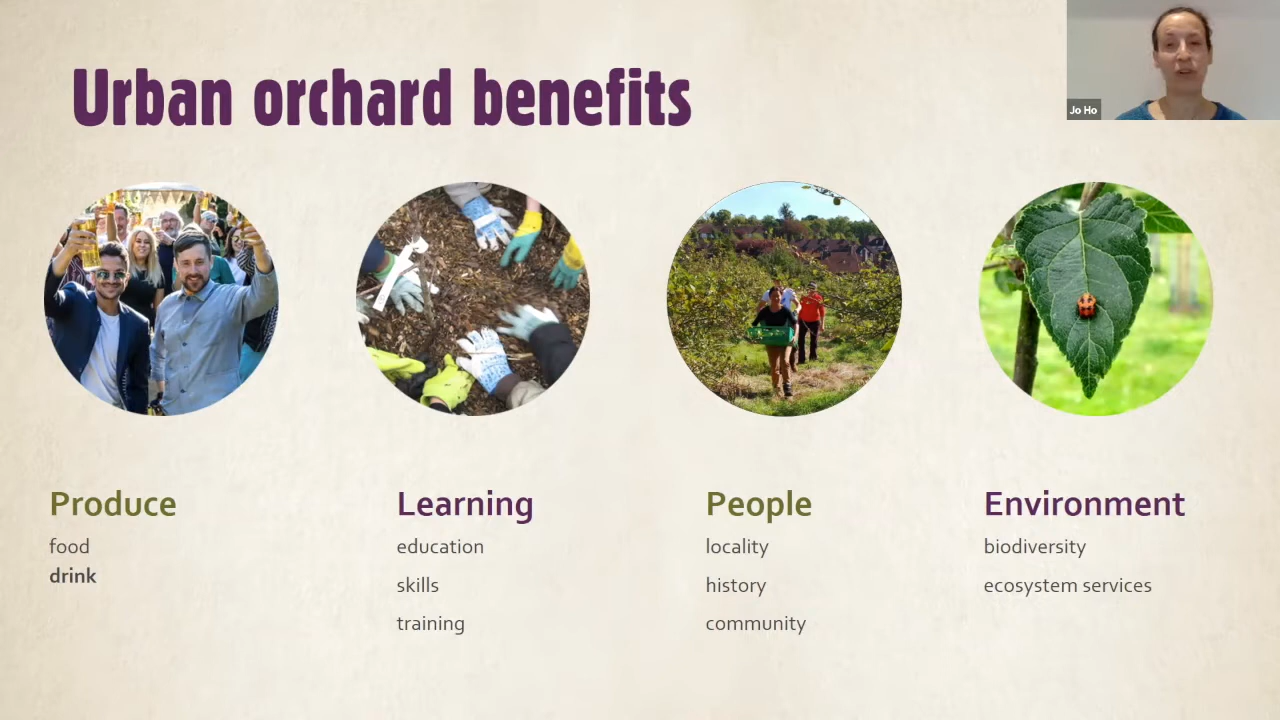 Urban orchard benefits
Jo Ho
Produce
food
drink
Learning
education
skills
training
People
locality
history
community
Environment
biodiversity
ecosystem services